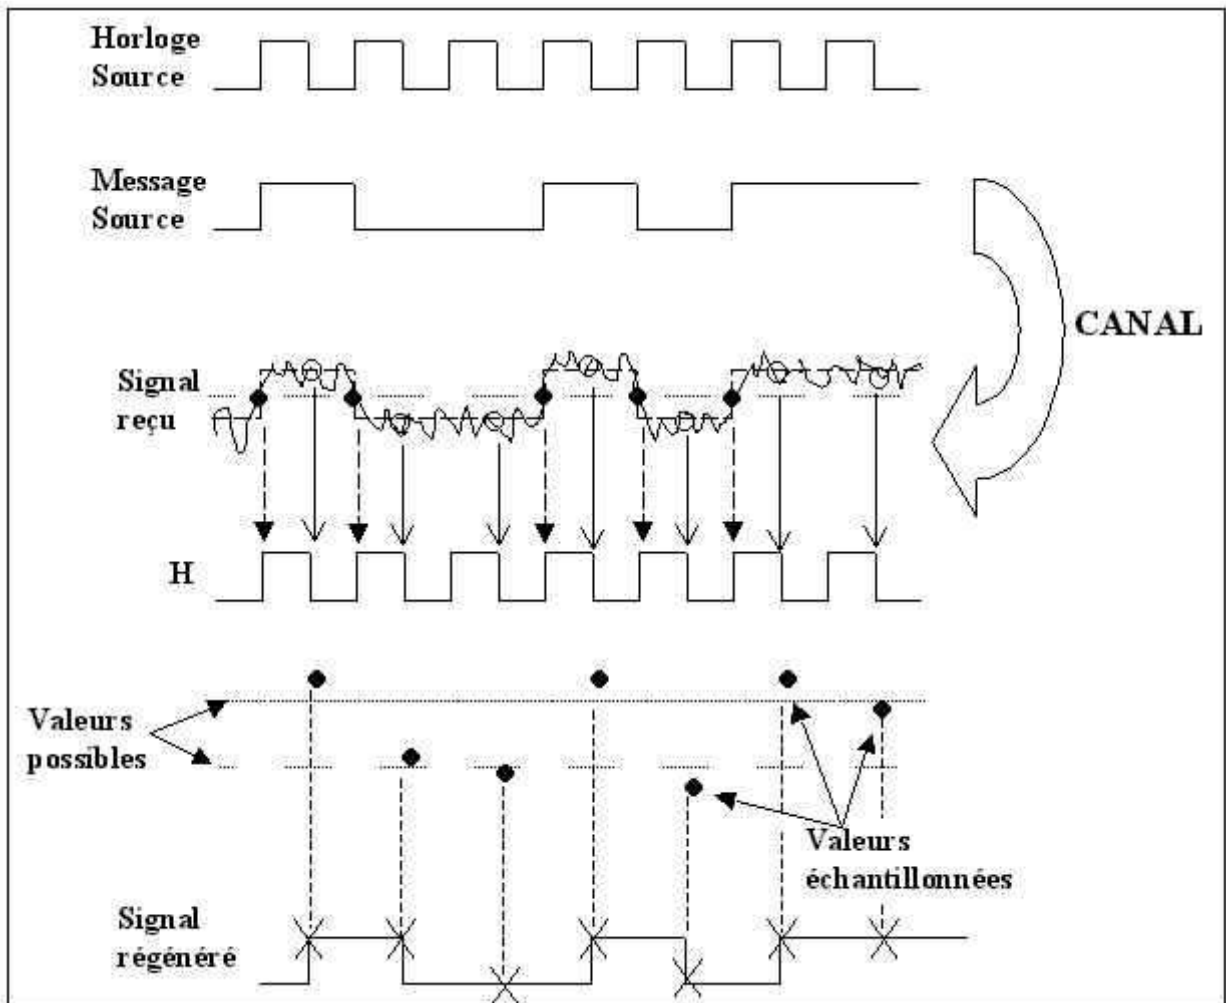 Horloge
Source
Message
Source
CANAL
Signal
reçu
H
Valeurs
possibles
Valeurs
échantillonnées
Signal
régénéré